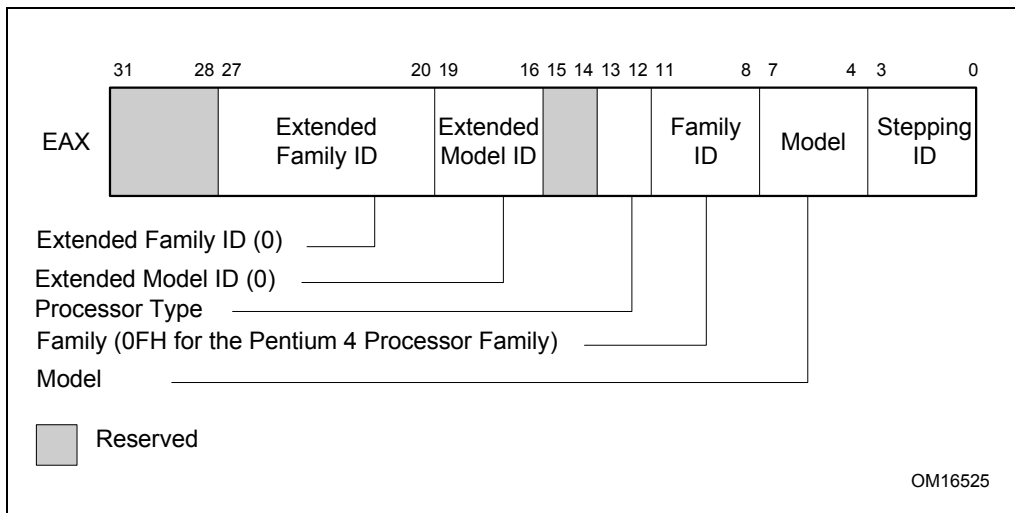 31 28 27 20 19 16 15 14 13 12 11 8 7 4 3 0
EAX
Extended
Family ID
Extended
Model ID
Family
ID
Model
Stepping
ID
Extended Family ID (0)
Extended Model ID (0)
Processor Type
Family (0FH for the Pentium 4 Processor Family)
Model
Reserved
OM16525